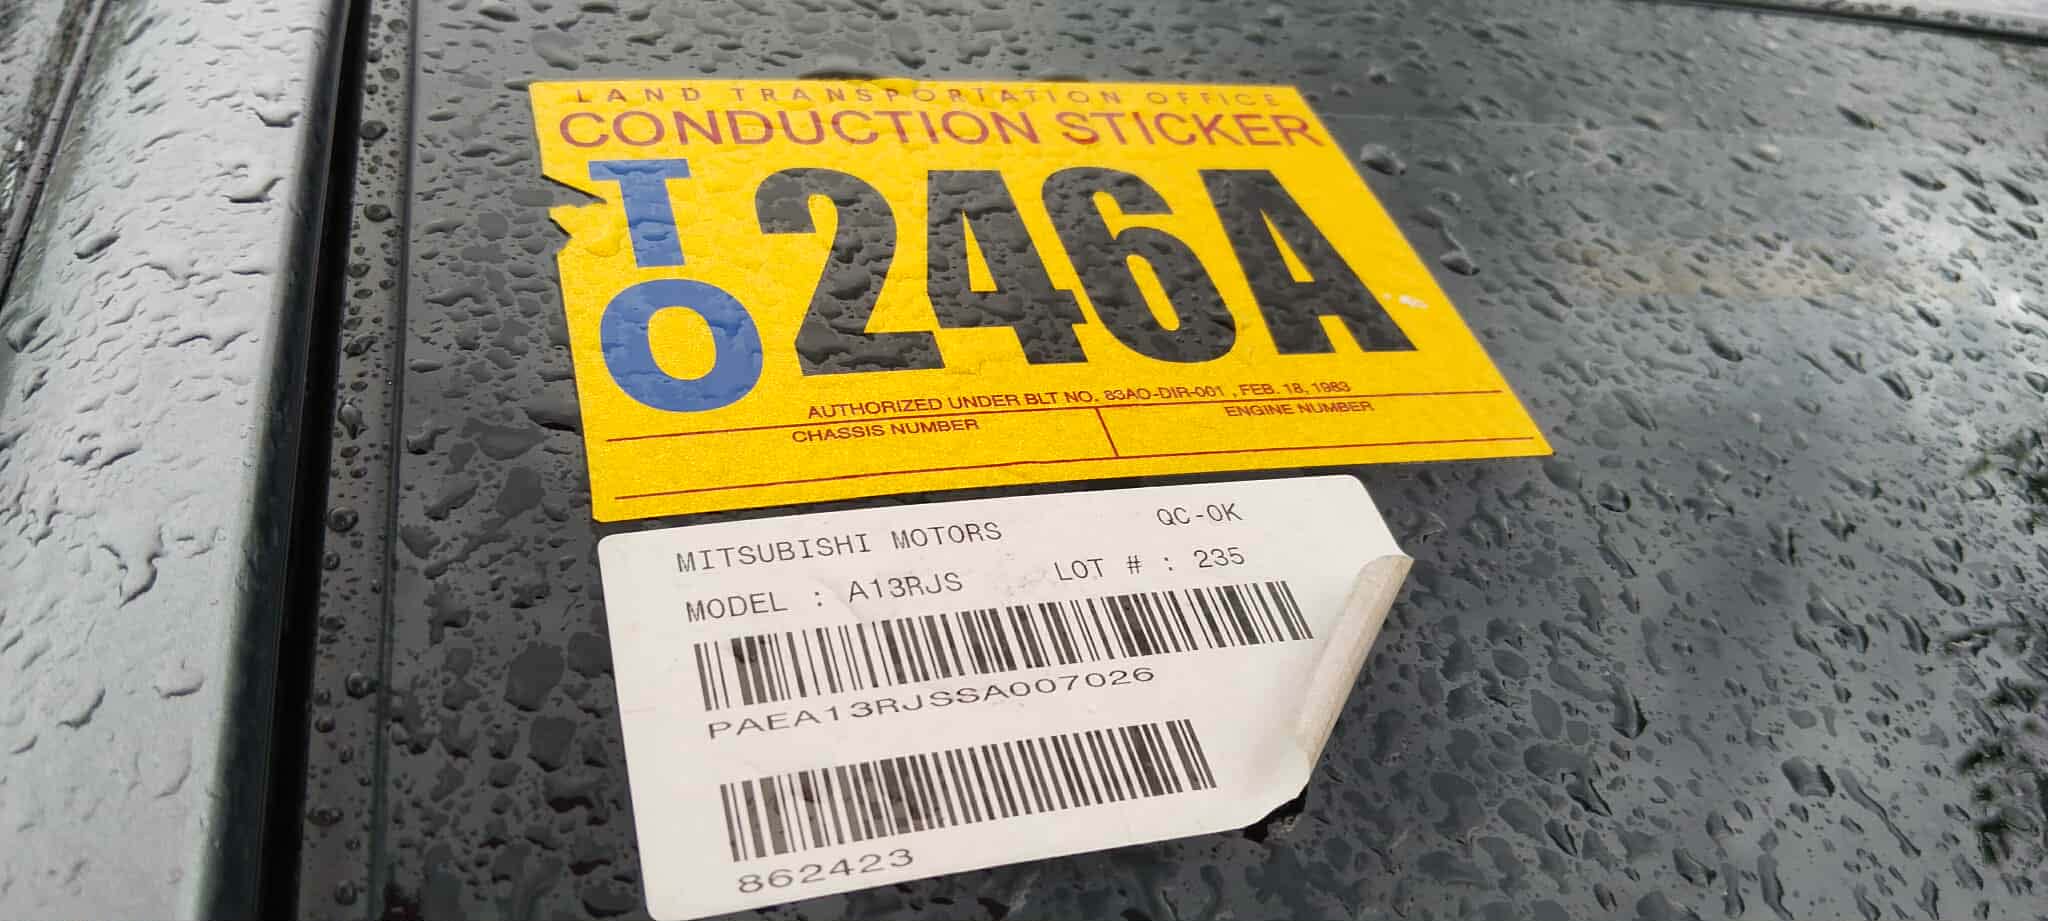 LAND TRANSPORTATION OFFICE
CONDUCTION STICKER
TO 246A
AUTHORIZED UNDER BLT NO. 83AO-DIR-001 , FEB. 18, 1983
CHASSIS NUMBER ENGINE NUMBER
MITSUBISHI MOTORS QC-OK
MODEL : A13RJS LOT # : 235
PAEA13RJSSA007026
862423